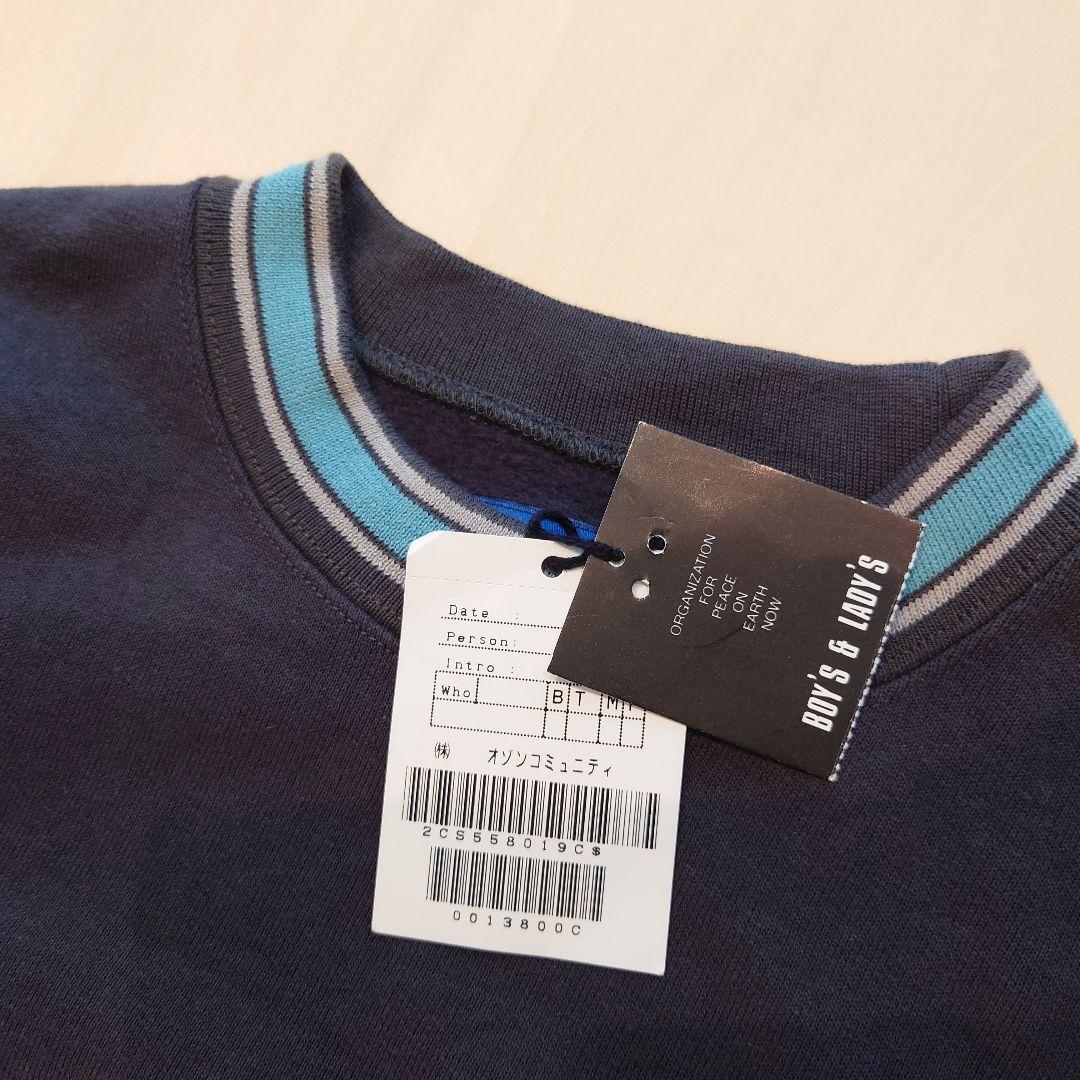 Date :
Person:
Intro :
Who B T M
㈱ オゾンコミュニティ
2CS558019C$
0013800C
ORGANIZATION
FOR
PEACE
ON
EARTH
NOW
BOY'S & LADY'S